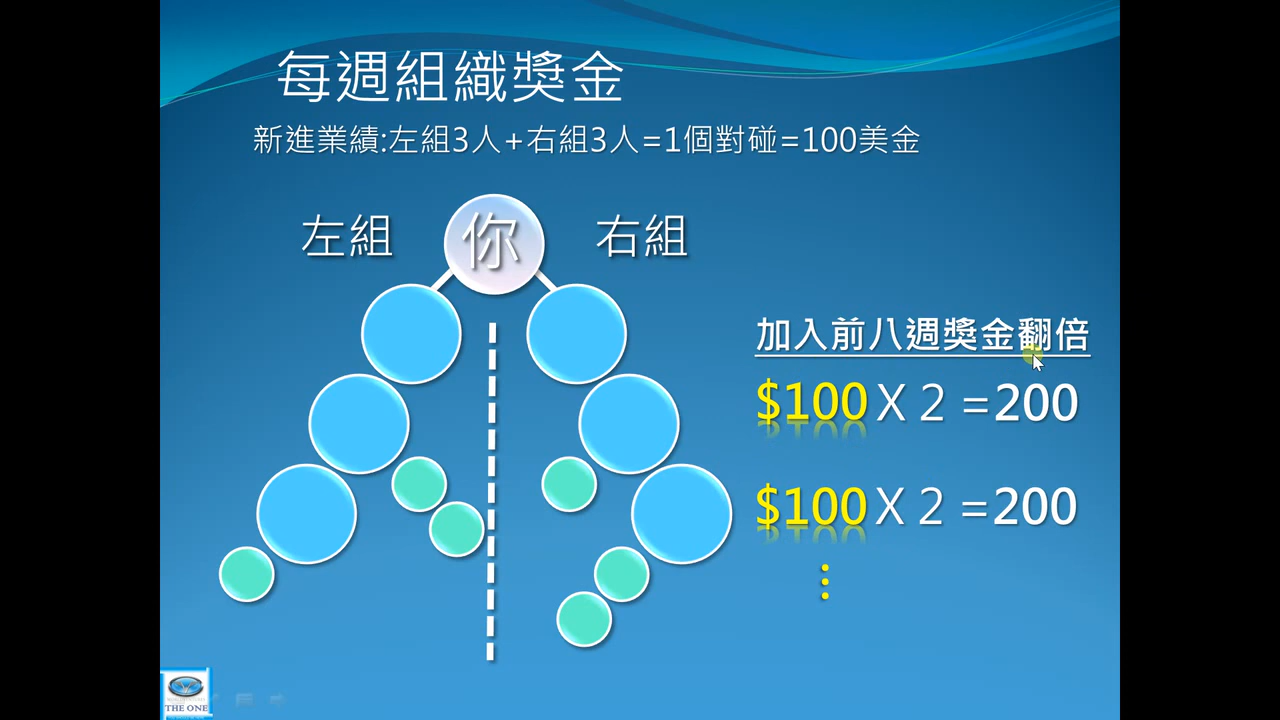 每週組織獎金
新進業績:左組3人+右組3人=1個對碰=100美金
左組
你
右組
加入前八週獎金翻倍
$100 X 2 =200
$100 X 2 =200
THE ONE